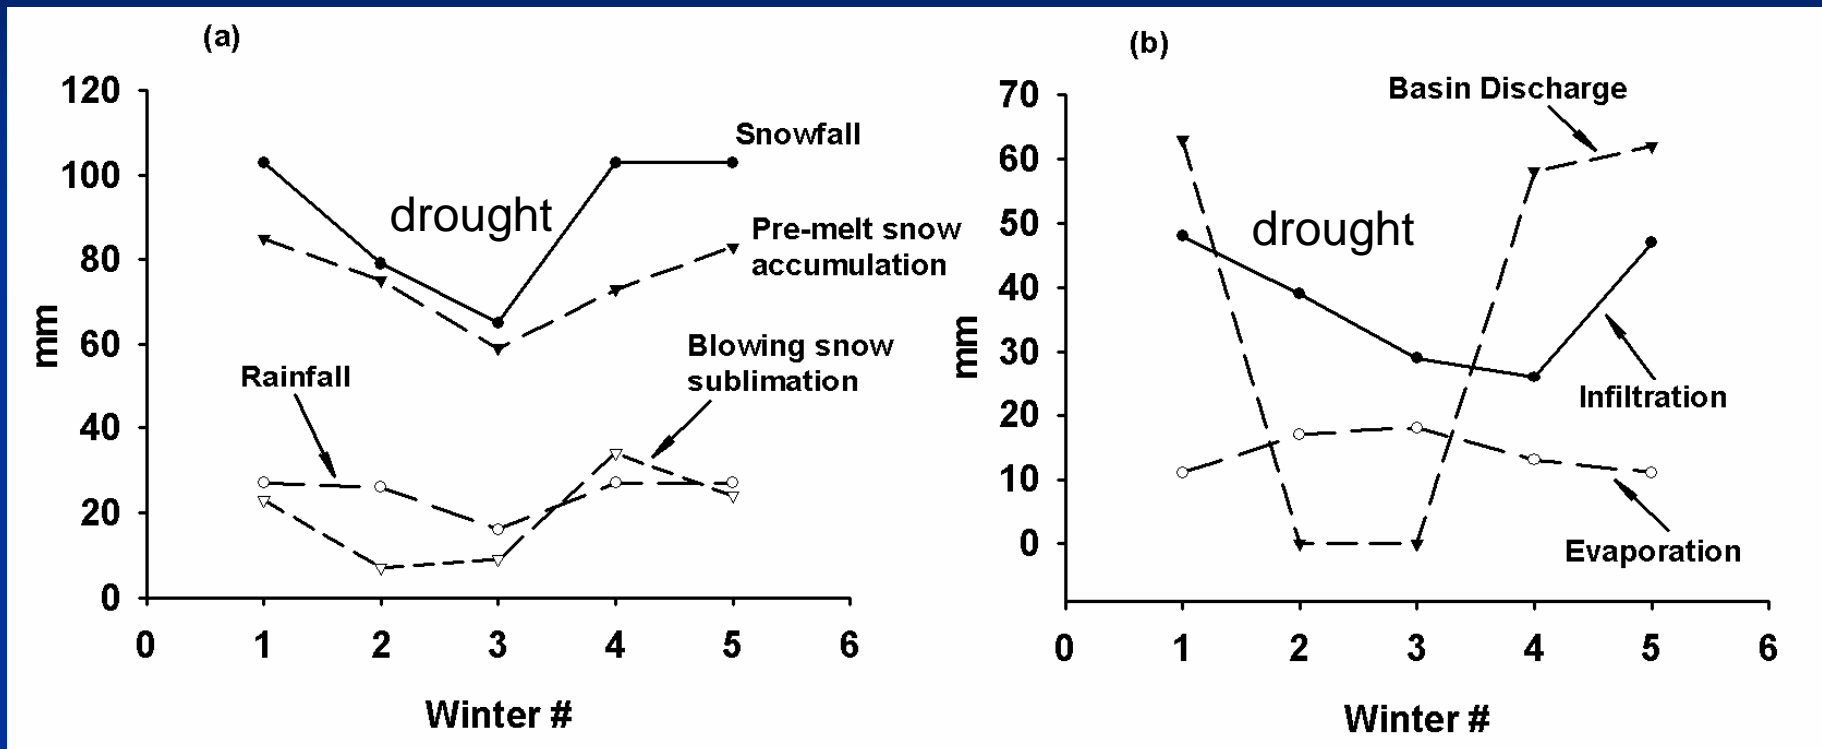 (a)
120
100
80
60
40
20
0
mm
0 1 2 3 4 5 6
Winter #
Snowfall
drought
Pre-melt snow
accumulation
Blowing snow
sublimation
Rainfall
(b)
70
60
50
40
30
20
10
0
mm
0 1 2 3 4 5 6
Winter #
Basin Discharge
drought
Infiltration
Evaporation